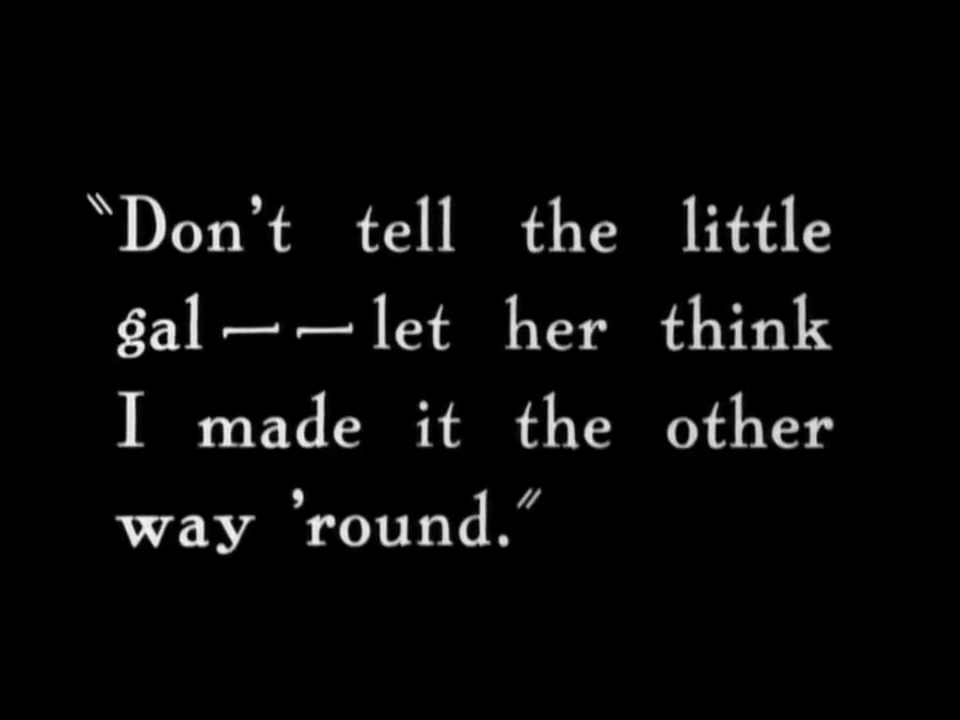 "Don't tell the little
gal — — let her think
I made it the other
way 'round."